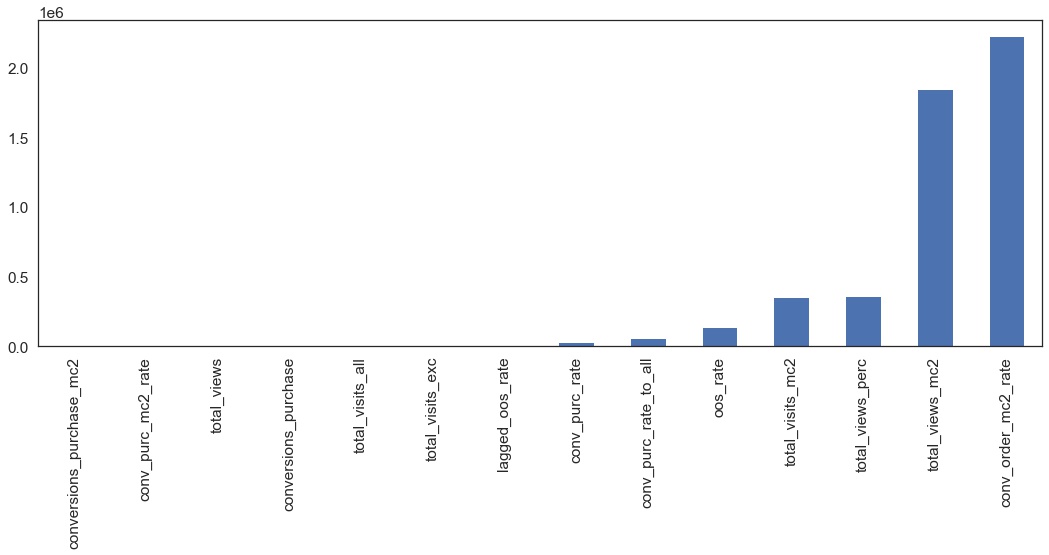 1e6
2.0
1.5
1.0
0.5
0.0
conversions_purchase_mc2
conv_purc_mc2_rate
total_views
conversions_purchase
total_visits_all
total_visits_exc
lagged_oos_rate
conv_purc_rate
conv_purc_rate_to_all
oos_rate
total_visits_mc2
total_views_perc
total_views_mc2
conv_order_mc2_rate